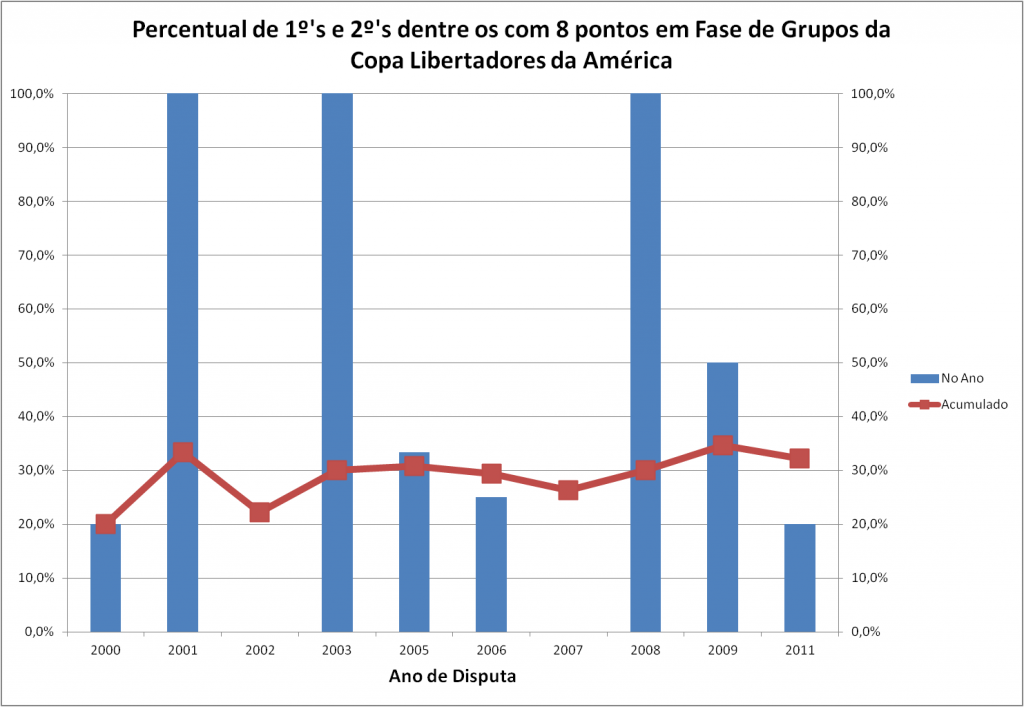 Percentual de 1º's e 2º's dentre os com 8 pontos em Fase de Grupos da
Copa Libertadores da América
100,0% 100,0%
90,0% 90,0%
80,0% 80,0%
70,0% 70,0%
60,0% 60,0%
50,0% 50,0%
No Ano
40,0% 40,0%
Acumulado
30,0% 30,0%
20,0% 20,0%
10,0% 10,0%
0,0% 0,0%
2000 2001 2002 2003 2005 2006 2007 2008 2009 2011
Ano de Disputa